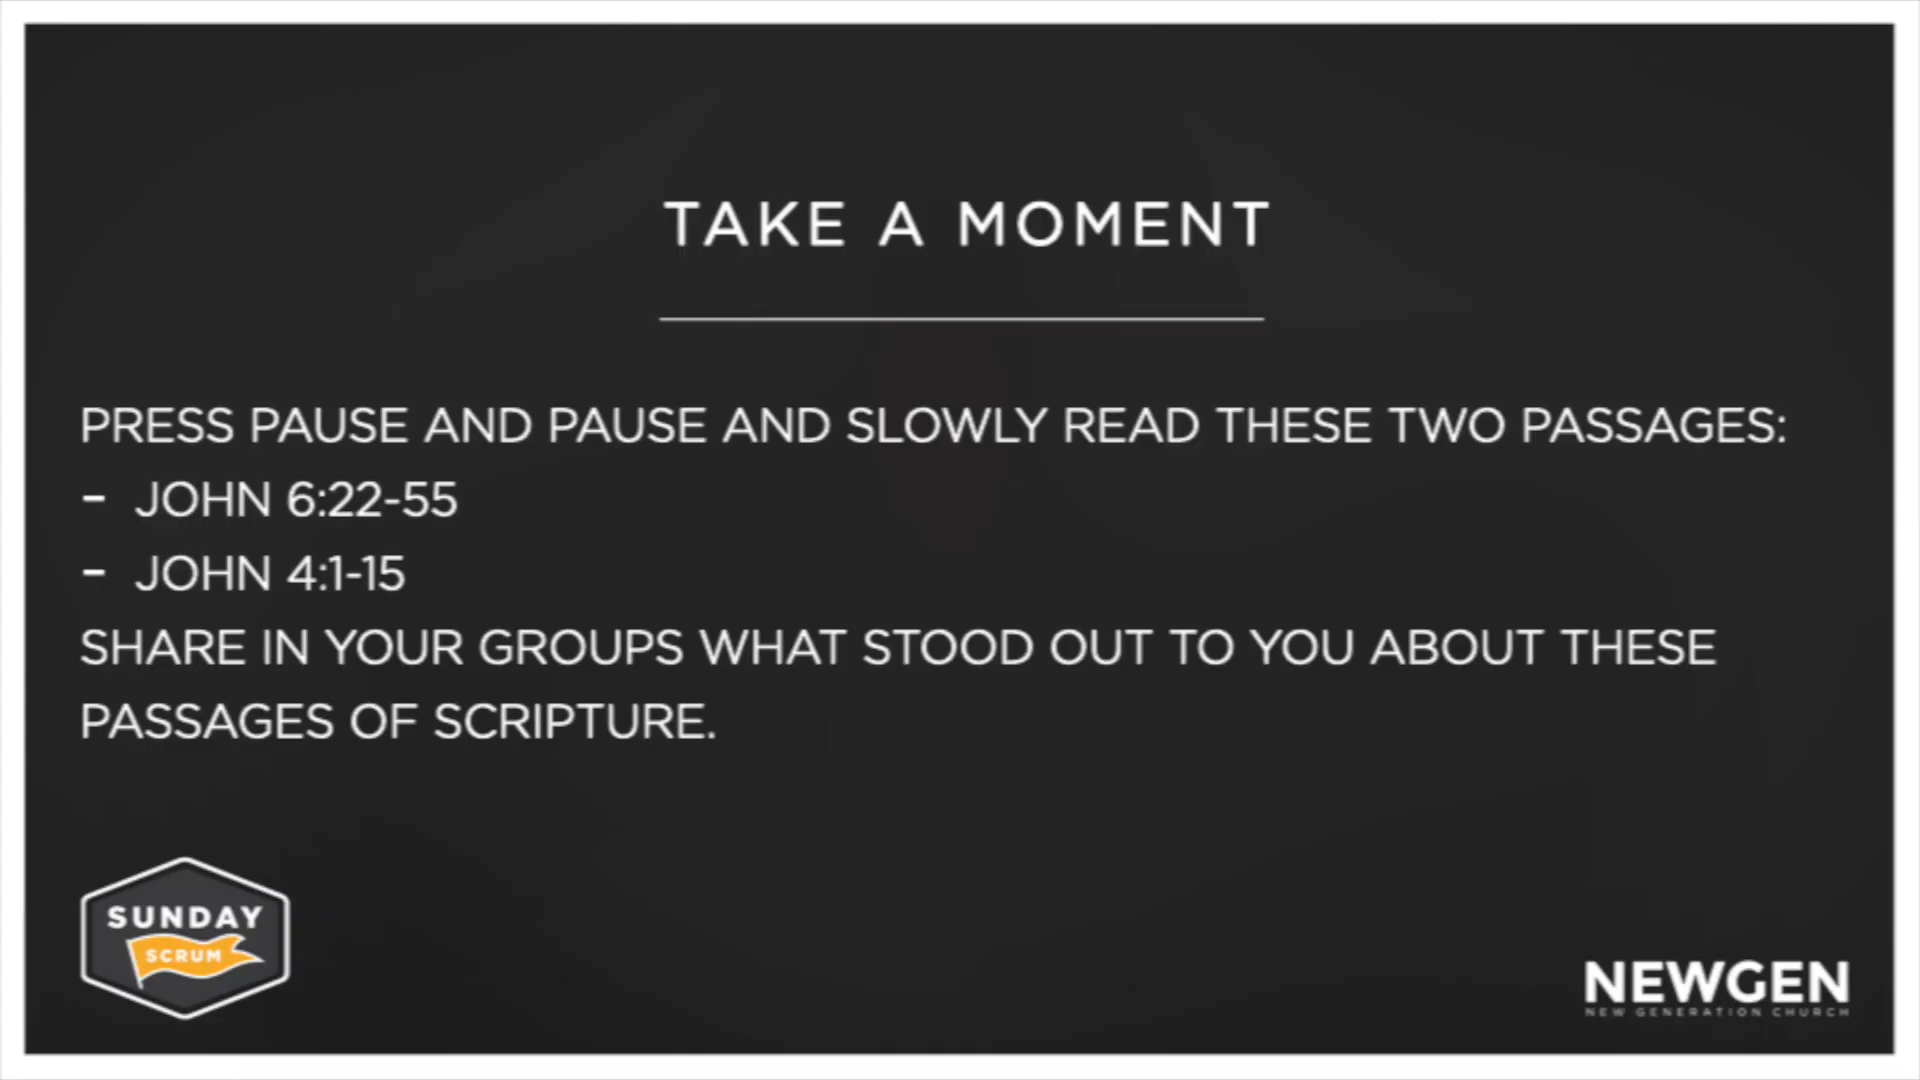 TAKE A MOMENT
PRESS PAUSE AND PAUSE AND SLOWLY READ THESE TWO PASSAGES:
- JOHN 6:22-55
- JOHN 4:1-15
SHARE IN YOUR GROUPS WHAT STOOD OUT TO YOU ABOUT THESE
PASSAGES OF SCRIPTURE.
SUNDAY
SCRUM
NEWGEN
NEW GENERATION CHURCH